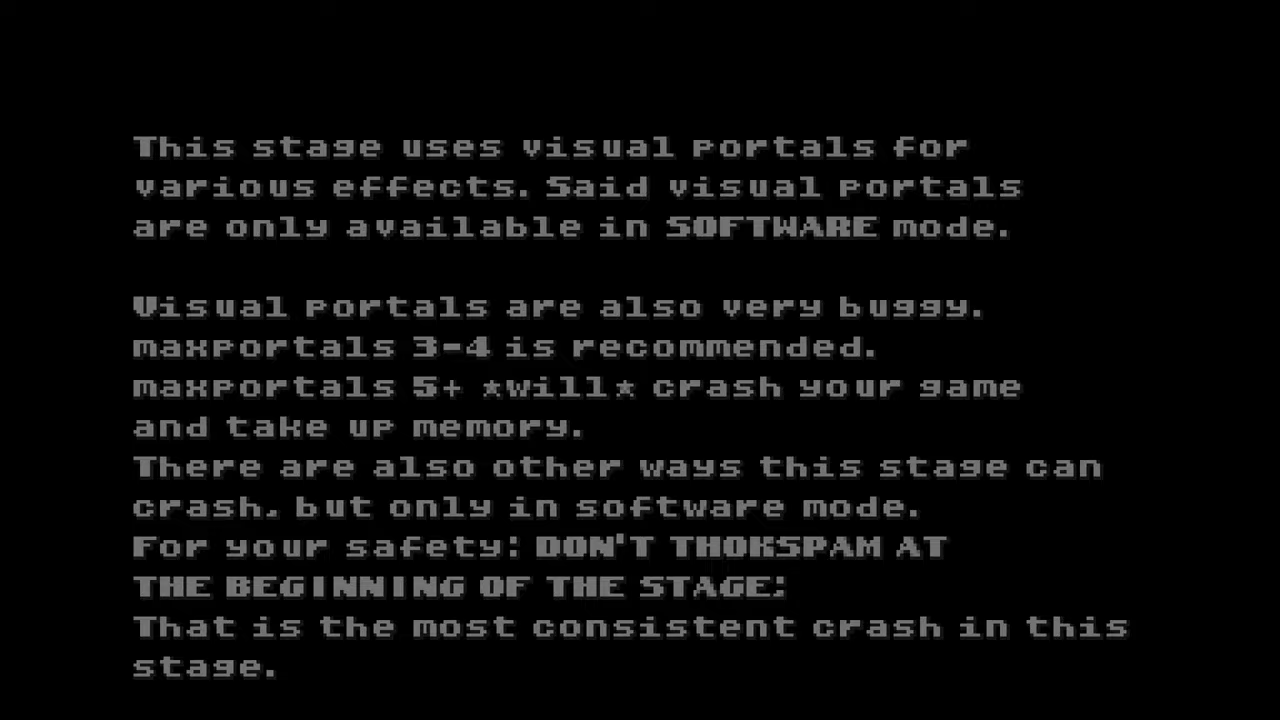 This stage uses visual portals for
various effects. Said visual portals
are only available in SOFTWARE mode.
Visual portals are also very buggy.
maxportals 3-4 is recommended.
maxportals 5+ *will* crash your game
and take up memory.
There are also other ways this stage can
crash, but only in software mode.
For your safety: DON'T THOKSPAM AT
THE BEGINNING OF THE STAGE;
That is the most consistent crash in this
stage.